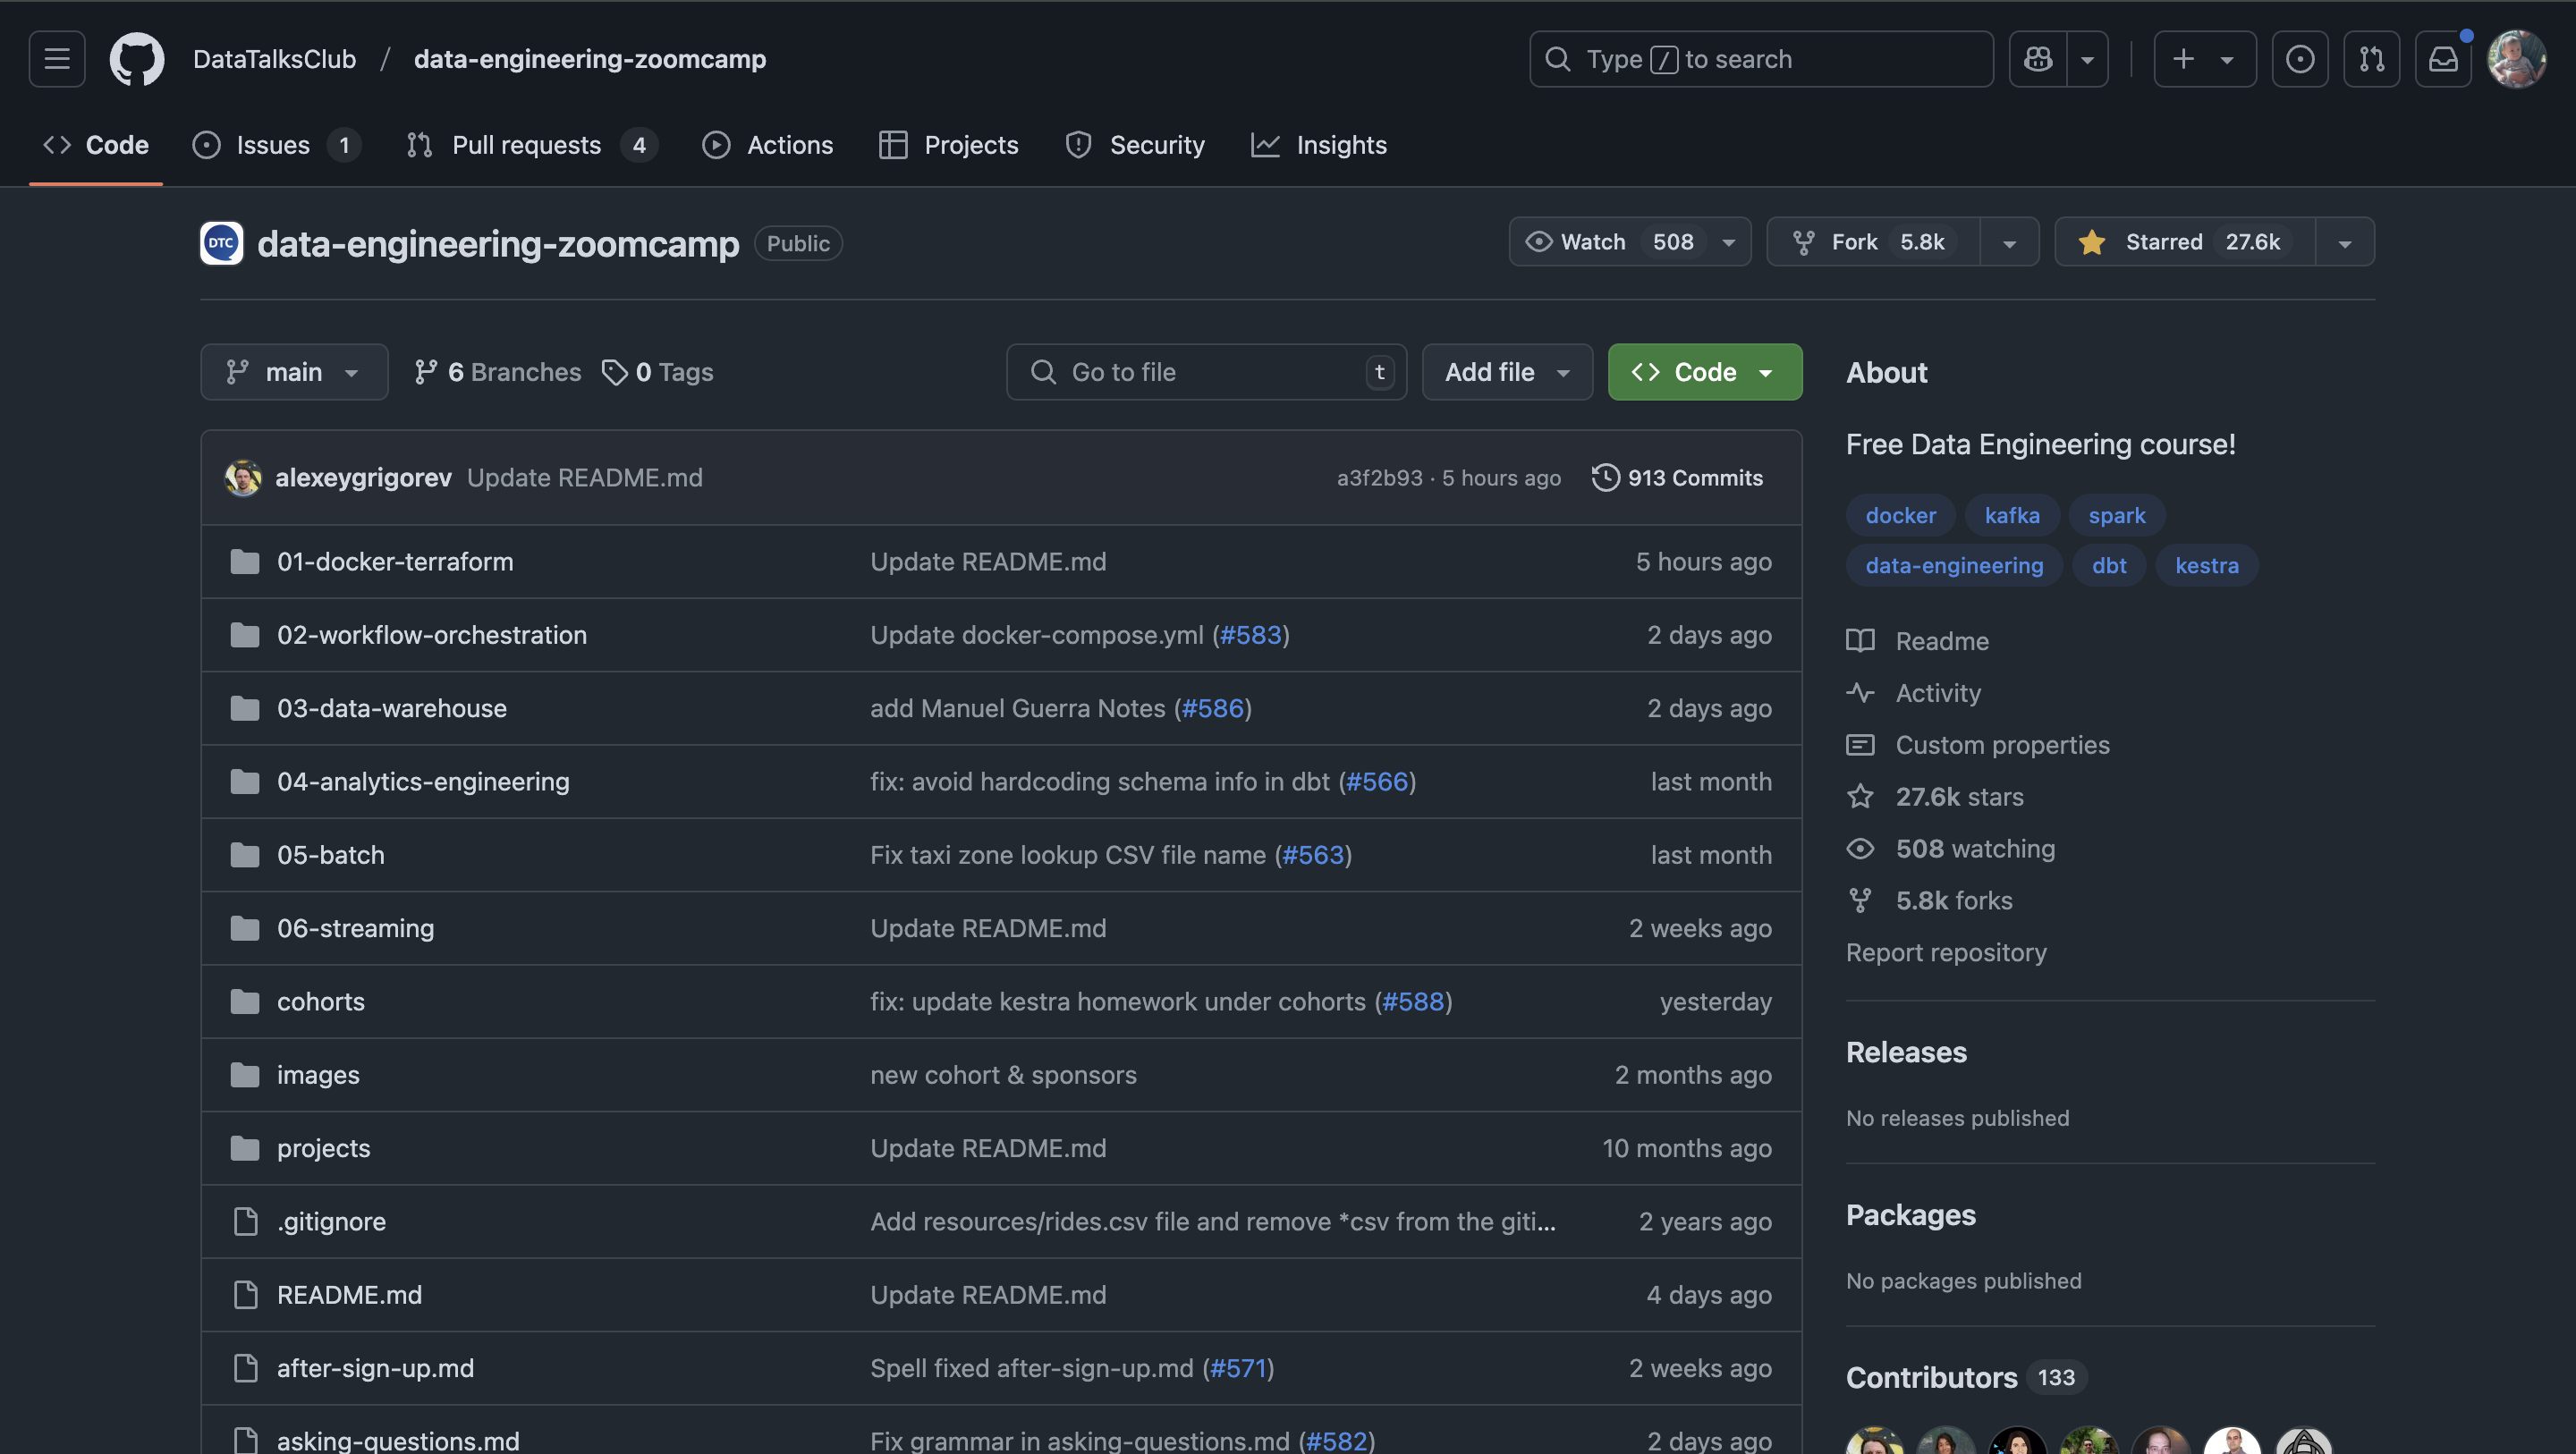 DataTalksClub / data-engineering-zoomcamp
Type / to search
Code
Issues 1
Pull requests 4
Actions
Projects
Security
Insights
DTC
data-engineering-zoomcamp Public
Watch 508
Fork 5.8k
Starred 27.6k
main
6 Branches
0 Tags
Go to file t
Add file
Code
alexeygrigorev Update README.md a3f2b93 · 5 hours ago 913 Commits
01-docker-terraform Update README.md 5 hours ago
02-workflow-orchestration Update docker-compose.yml (#583) 2 days ago
03-data-warehouse add Manuel Guerra Notes (#586) 2 days ago
04-analytics-engineering fix: avoid hardcoding schema info in dbt (#566) last month
05-batch Fix taxi zone lookup CSV file name (#563) last month
06-streaming Update README.md 2 weeks ago
cohorts fix: update kestra homework under cohorts (#588) yesterday
images new cohort & sponsors 2 months ago
projects Update README.md 10 months ago
.gitignore Add resources/rides.csv file and remove *csv from the giti... 2 years ago
README.md Update README.md 4 days ago
after-sign-up.md Spell fixed after-sign-up.md (#571) 2 weeks ago
asking-questions.md Fix grammar in asking-questions.md (#582) 2 days ago
About
Free Data Engineering course!
docker kafka spark
data-engineering dbt kestra
Readme
Activity
Custom properties
27.6k stars
508 watching
5.8k forks
Report repository
Releases
No releases published
Packages
No packages published
Contributors 133